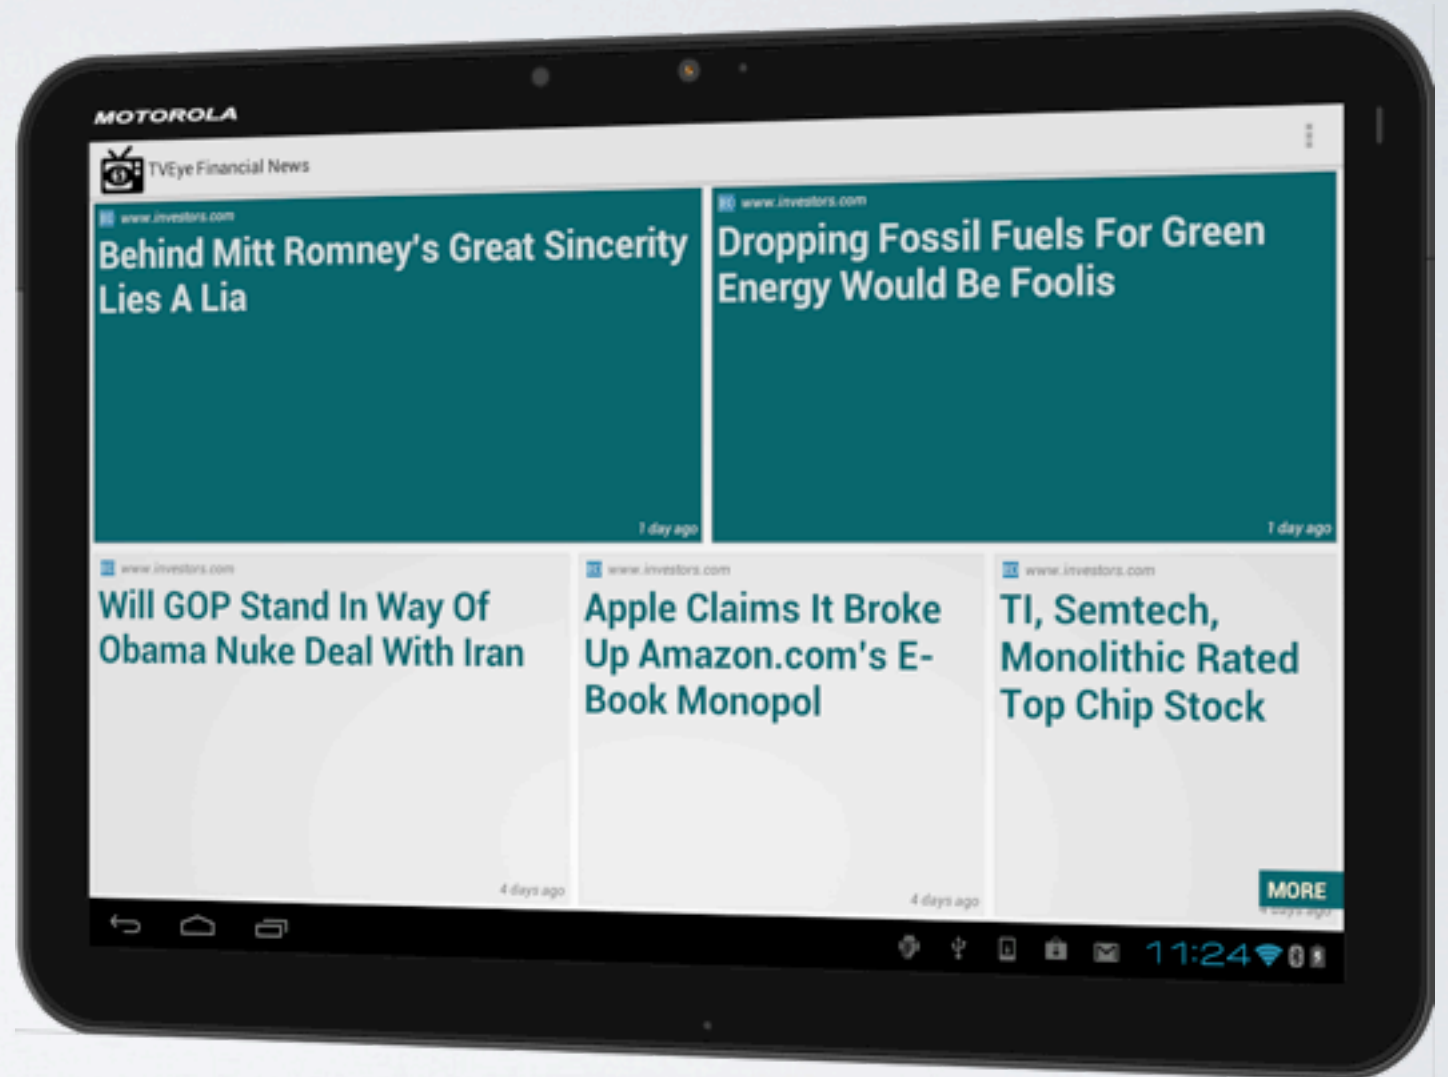 MOTOROLA
TVEye Financial News
www.investors.com
Behind Mitt Romney's Great Sincerity
Lies A Lia
1 day ago
www.investors.com
Dropping Fossil Fuels For Green
Energy Would Be Foolis
1 day ago
www.investors.com
Will GOP Stand In Way Of
Obama Nuke Deal With Iran
4 days ago
www.investors.com
Apple Claims It Broke
Up Amazon.com's E-
Book Monopol
4 days ago
www.investors.com
TI, Semtech,
Monolithic Rated
Top Chip Stock
MORE
4 days ago
11:24